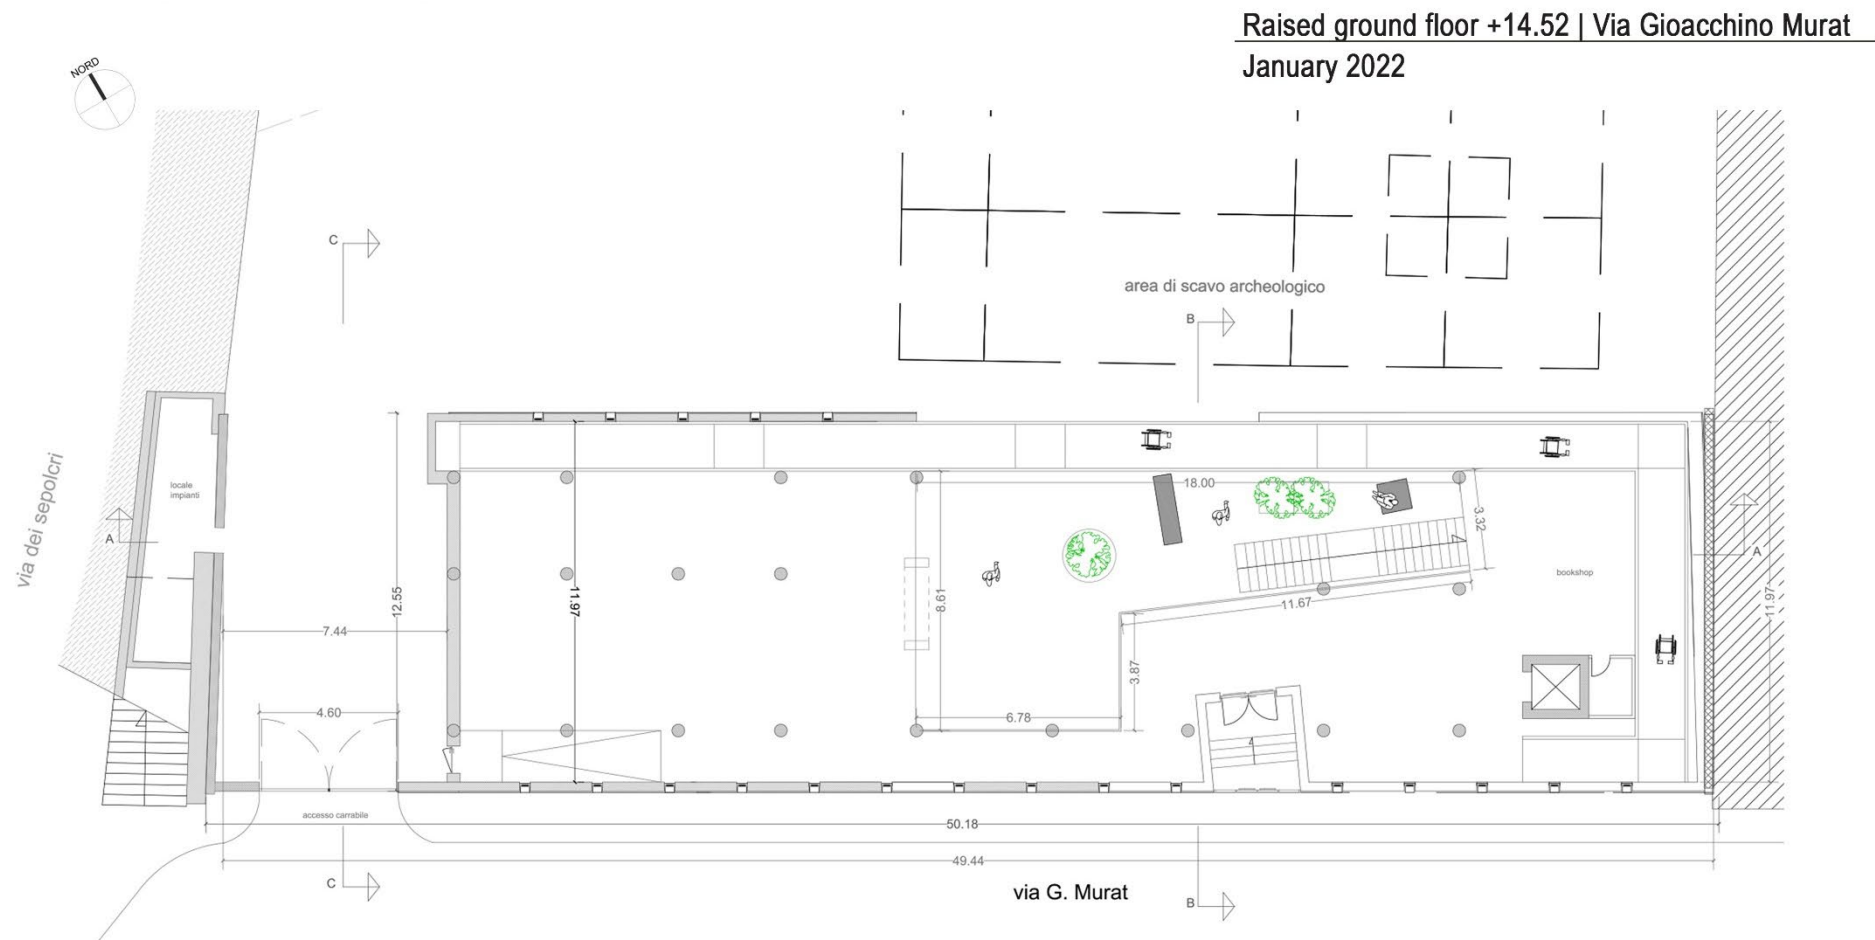 Raised ground floor +14.52 | Via Gioacchino Murat
January 2022
NORD
C
area di scavo archeologico
B
via dei sepolcri
locale
impianti
A
18.00
3.32
A
bookshop
12.55
11.97
8.61
11.67
11.97
7.44
3.87
4.60
6.78
accesso carrabile
50.18
49.44
C
via G. Murat
B